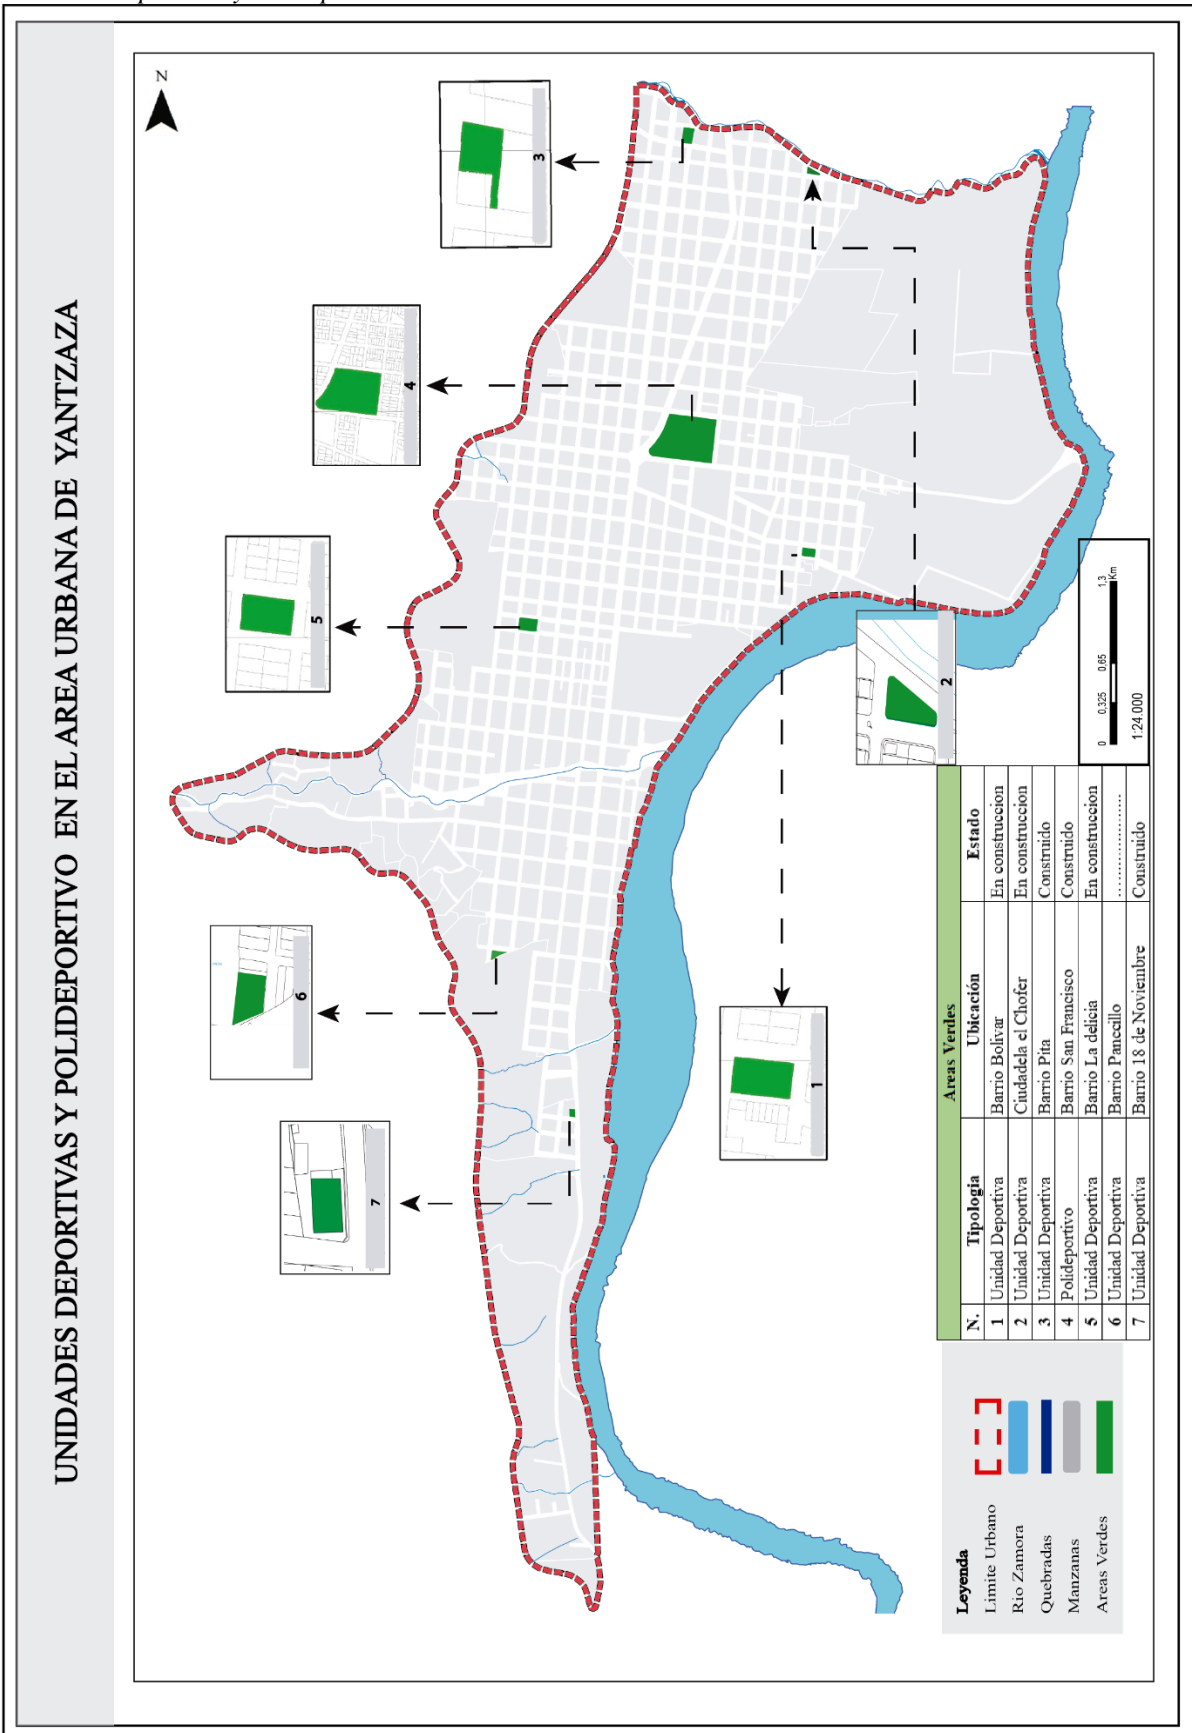 UNIDADES DEPORTIVAS Y POLIDEPORTIVO EN EL AREA URBANA DE YANTZAZA
N
3
4
5
6
7
1
2
0 0,325 0,65 1,3
Km
1:24.000
Areas Verdes
N. Tipologia Ubicación Estado
1 Unidad Deportiva Barrio Bolivar En construccion
2 Unidad Deportiva Ciudadela el Chofer En construccion
3 Unidad Deportiva Barrio Pita Construido
4 Polideportivo Barrio San Francisco Construido
5 Unidad Deportiva Barrio La delicia En construccion
6 Unidad Deportiva Barrio Panecillo ....................
7 Unidad Deportiva Barrio 18 de Noviembre Construido
Leyenda
Limite Urbano
Rio Zamora
Quebradas
Manzanas
Areas Verdes